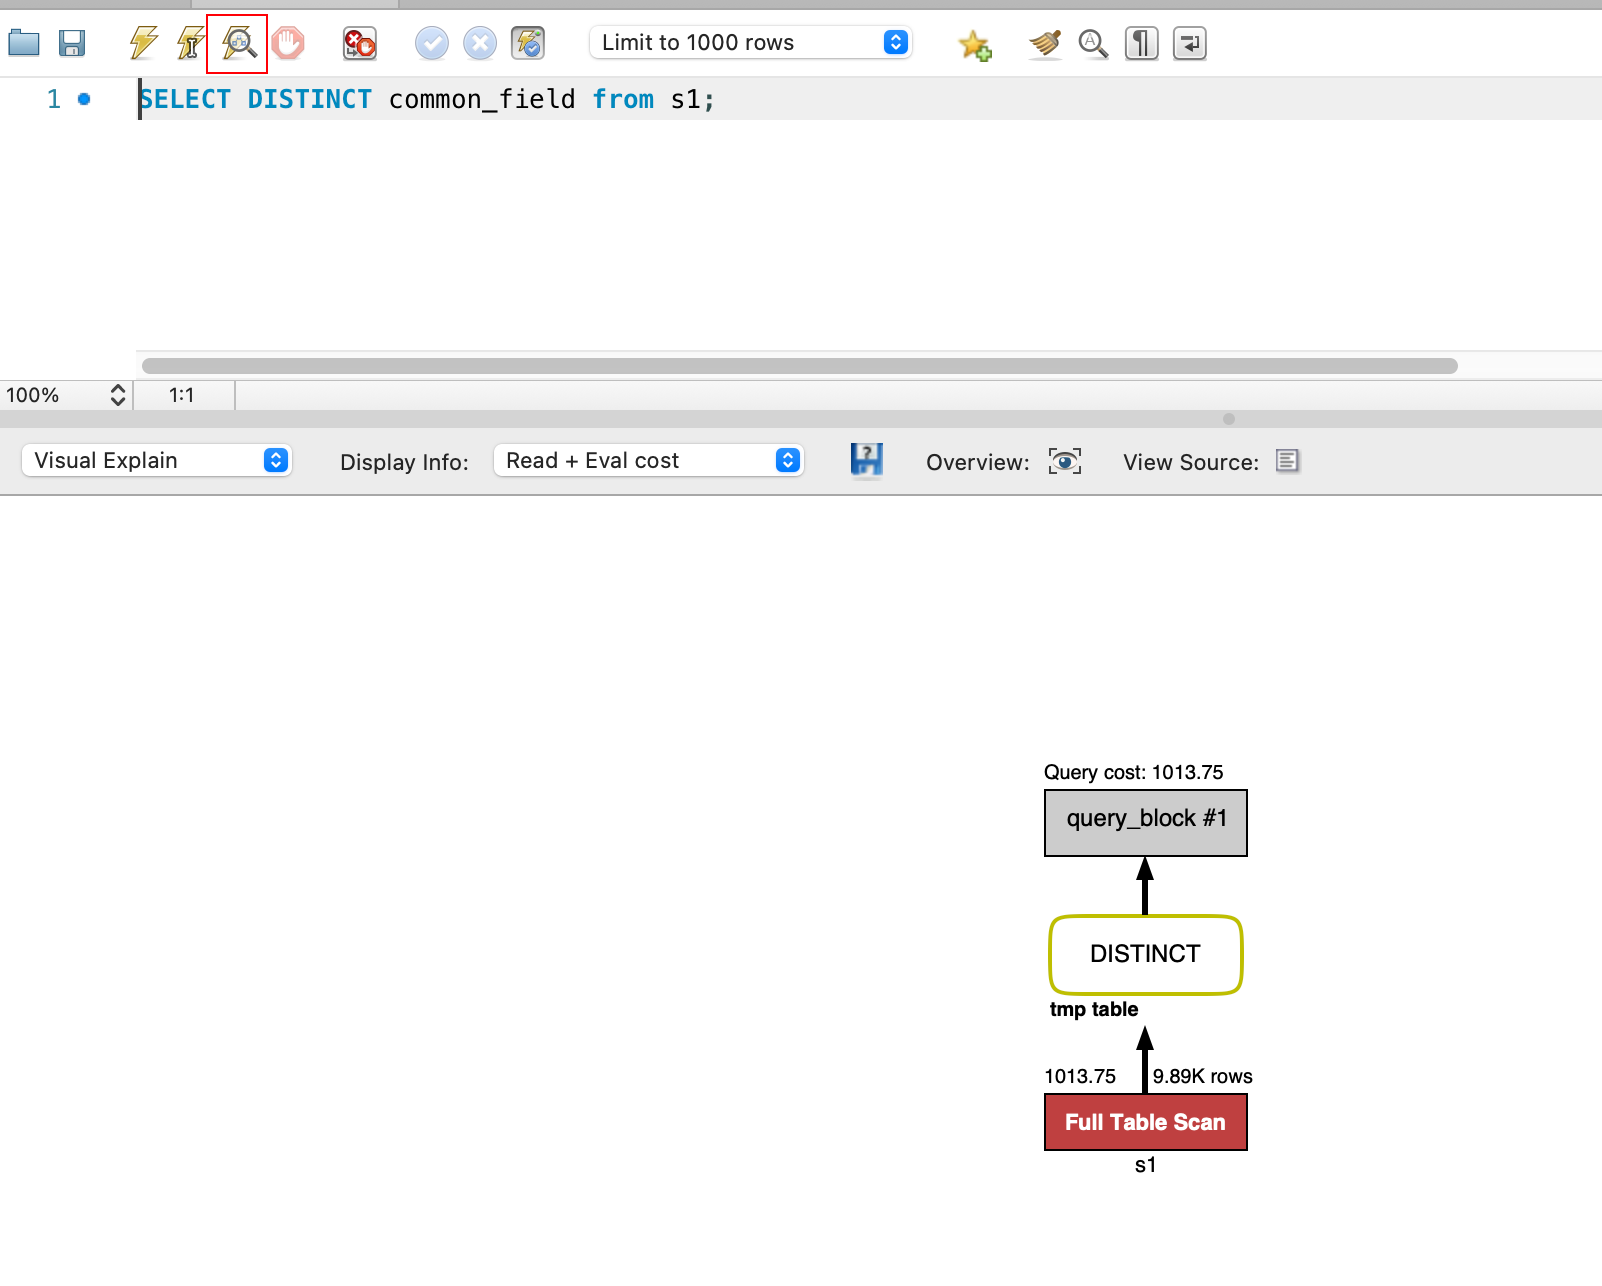 Limit to 1000 rows
1 SELECT DISTINCT common_field from s1;
100% 1:1
Visual Explain Display Info: Read + Eval cost Overview: View Source:
Query cost: 1013.75
query_block #1
DISTINCT
tmp table
1013.75 9.89K rows
Full Table Scan
s1